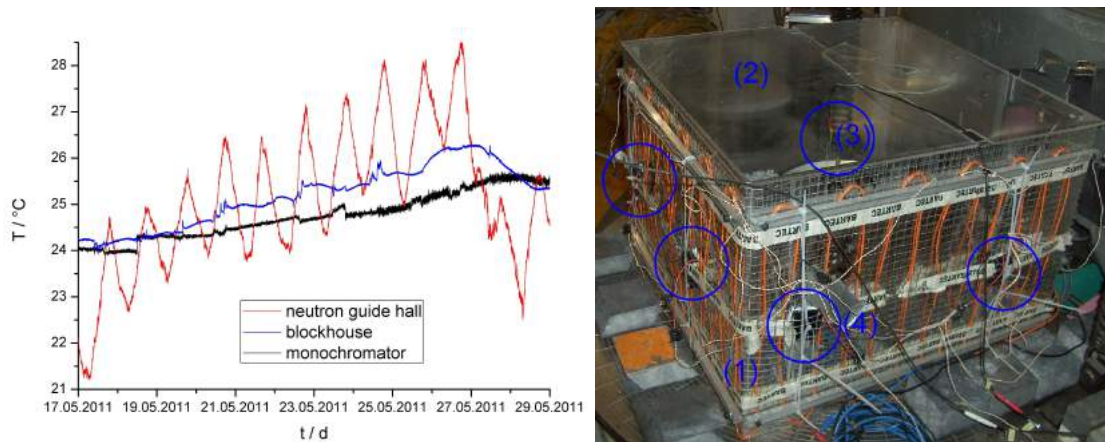 T / °C
28
27
26
25
24
23
22
21
neutron guide hall
blockhouse
monochromator
17.05.2011 19.05.2011 21.05.2011 23.05.2011 25.05.2011 27.05.2011 29.05.2011
t / d
(2)
(3)
BARTEC BARTEC
(4)
(1)